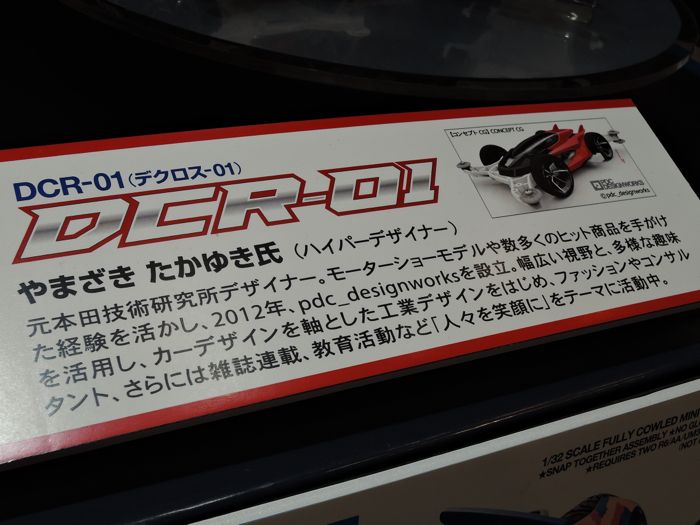 DCR-01(デクロス-01)
DCR-01
【コンセプトCG】CONCEPT CG
PDC DESIGNWORKS
©pdc_designworks
やまざき たかゆき氏 (ハイパーデザイナー)
元本田技術研究所デザイナー。モーターショーモデルや数多くのヒット商品を手がけ
た経験を活かし、2012年、pdc_designworksを設立。幅広い視野と、多様な趣味
を活用し、カーデザインを軸とした工業デザインをはじめ、ファッションやコンサル
タント、さらには雑誌連載、教育活動など「人々を笑顔に」をテーマに活動中。
1/32 SCALE FULLY COWLED MINI
★SNAP TOGETHER ASSEMBLY ★NO GL
★REQUIRES TWO R6/AA/UM3
(NOT